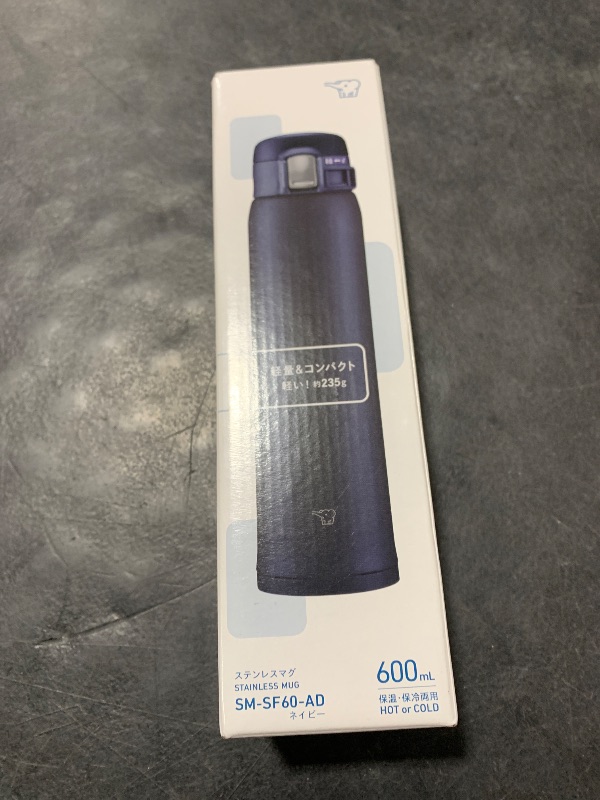 軽量&コンパクト
軽い!約235g
ステンレスマグ
STAINLESS MUG
SM-SF60-AD
ネイビー
600mL
保温・保冷両用
HOT or COLD